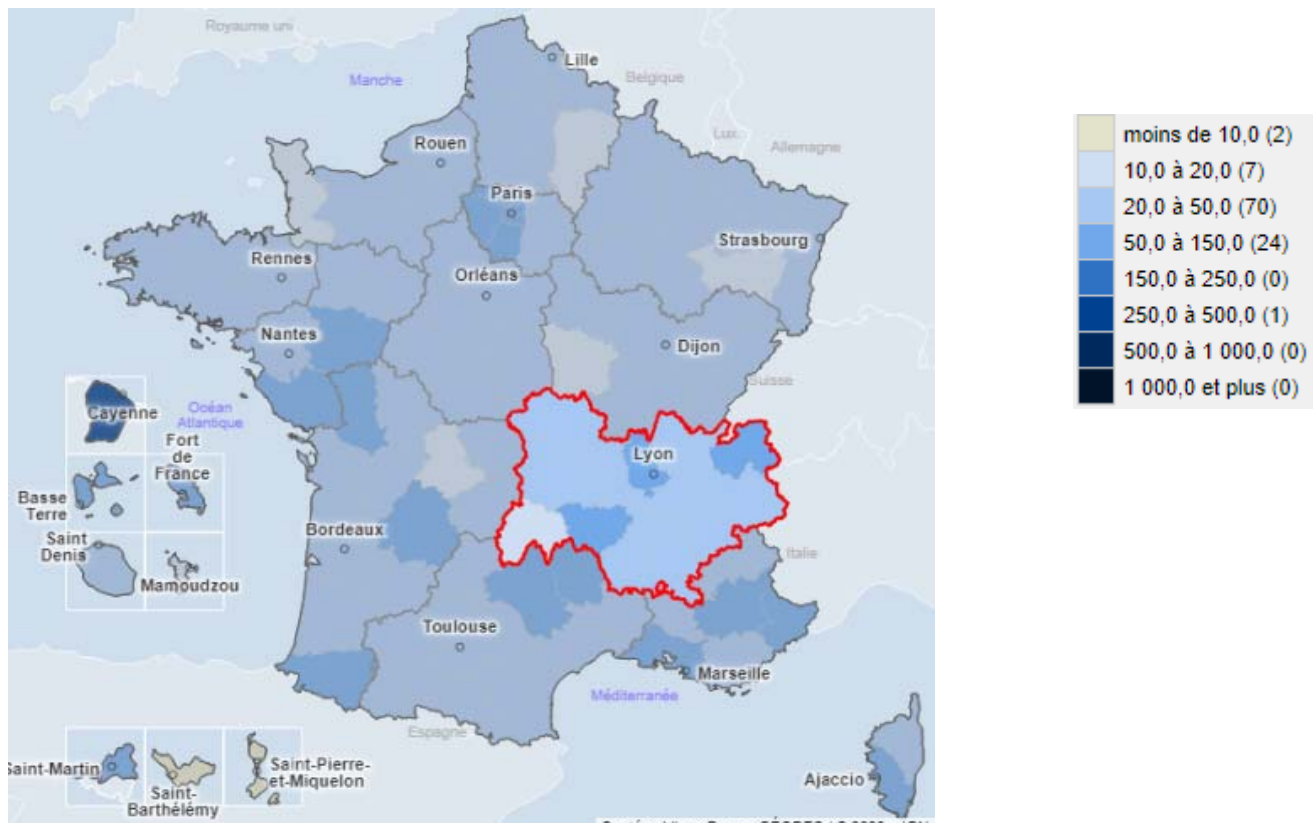 Royaume uni
Lille
Manche
Belgique
Rouen
Lux.
Allemagne
Paris
Strasbourg
Rennes
Orléans
Nantes
Dijon
Suisse
Cayenne
Océan
Atlantique
Fort
de
France
Lyon
Basse
Terre
Bordeaux
Saint
Denis
Italie
Mamoudzou
Toulouse
Marseille
Méditerranée
Espagne
Saint-Martin
Saint-
Barthélémy
Saint-Pierre-
et-Miquelon
Ajaccio
moins de 10,0 (2)
10,0 à 20,0 (7)
20,0 à 50,0 (70)
50,0 à 150,0 (24)
150,0 à 250,0 (0)
250,0 à 500,0 (1)
500,0 à 1 000,0 (0)
1 000,0 et plus (0)